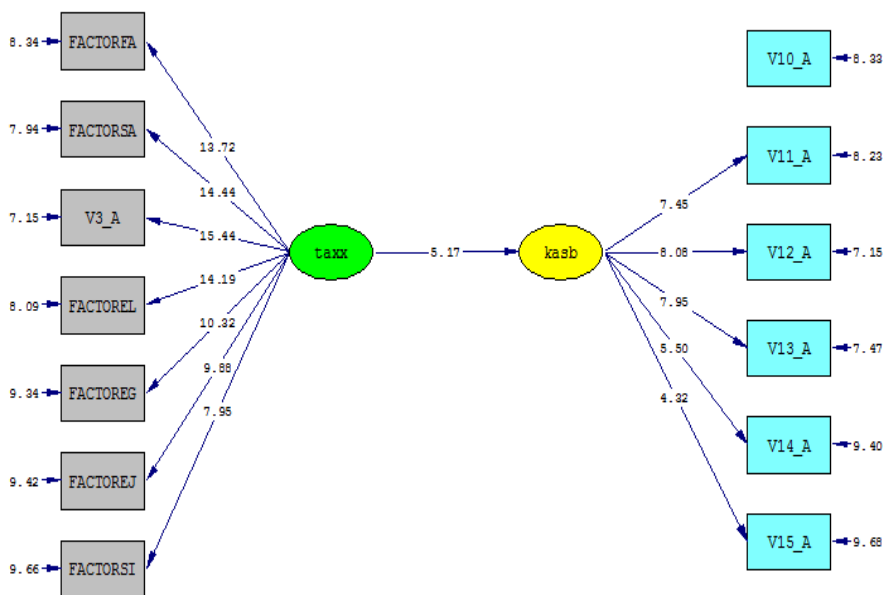 8.34 FACTORFA
7.94 FACTORSA
7.15 V3_A
8.09 FACTOREL
9.34 FACTOREG
9.42 FACTOREJ
9.66 FACTORSI
13.72
14.44
15.44
14.19
10.32
9.88
7.95
taxx
5.17
kasb
7.45
8.08
7.95
5.50
4.32
V10_A 8.33
V11_A 8.23
V12_A 7.15
V13_A 7.47
V14_A 9.40
V15_A 9.68